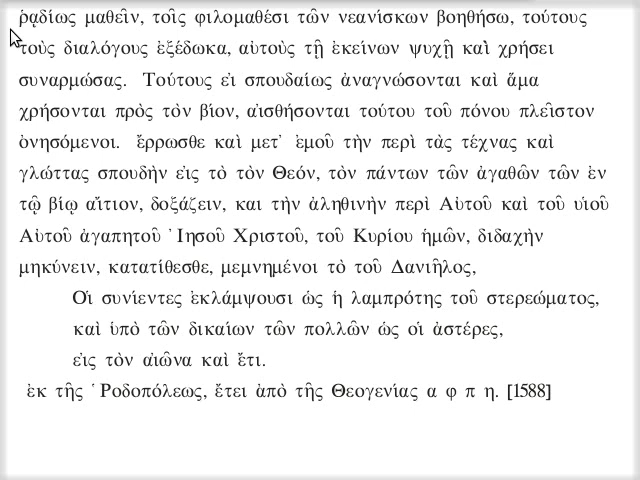 ῥᾳδίως μαθεῖν, τοῖς φιλομαθέσι τῶν νεανίσκων βοηθήσω, τούτους
τοὺς διαλόγους ἐξέδωκα, αὐτοὺς τῇ ἐκείνων ψυχῇ καὶ χρήσει
συναρμώσας. Τούτους εἰ σπουδαίως ἀναγνώσονται καὶ ἅμα
χρήσονται πρὸς τὸν βίον, αἰσθήσονται τούτου τοῦ πόνου πλεῖστον
ὀνησόμενοι. ἔρρωσθε καὶ μετ᾽ ἐμοῦ τὴν περὶ τὰς τέχνας καὶ
γλώττας σπουδὴν εἰς τὸ τὸν Θεόν, τὸν πάντων τῶν ἀγαθῶν τῶν ἐν
τῷ βίῳ αἴτιον, δοξάζειν, και τὴν ἀληθινὴν περὶ Αὐτοῦ καὶ τοῦ υἱοῦ
Αὐτοῦ ἀγαπητοῦ Ἰησοῦ Χριστοῦ, τοῦ Κυρίου ἡμῶν, διδαχὴν
μηκύνειν, κατατίθεσθε, μεμνημένοι τὸ τοῦ Δανιῆλος,
Οἱ συνίεντες ἐκλάμψουσι ὡς ἡ λαμπρότης τοῦ στερεώματος,
καὶ ὑπὸ τῶν δικαίων τῶν πολλῶν ὡς οἱ ἀστέρες,
εἰς τὸν αἰῶνα καὶ ἔτι.
ἐκ τῆς Ῥοδοπόλεως, ἔτει ἀπὸ τῆς Θεογενίας α φ π η. [1588]